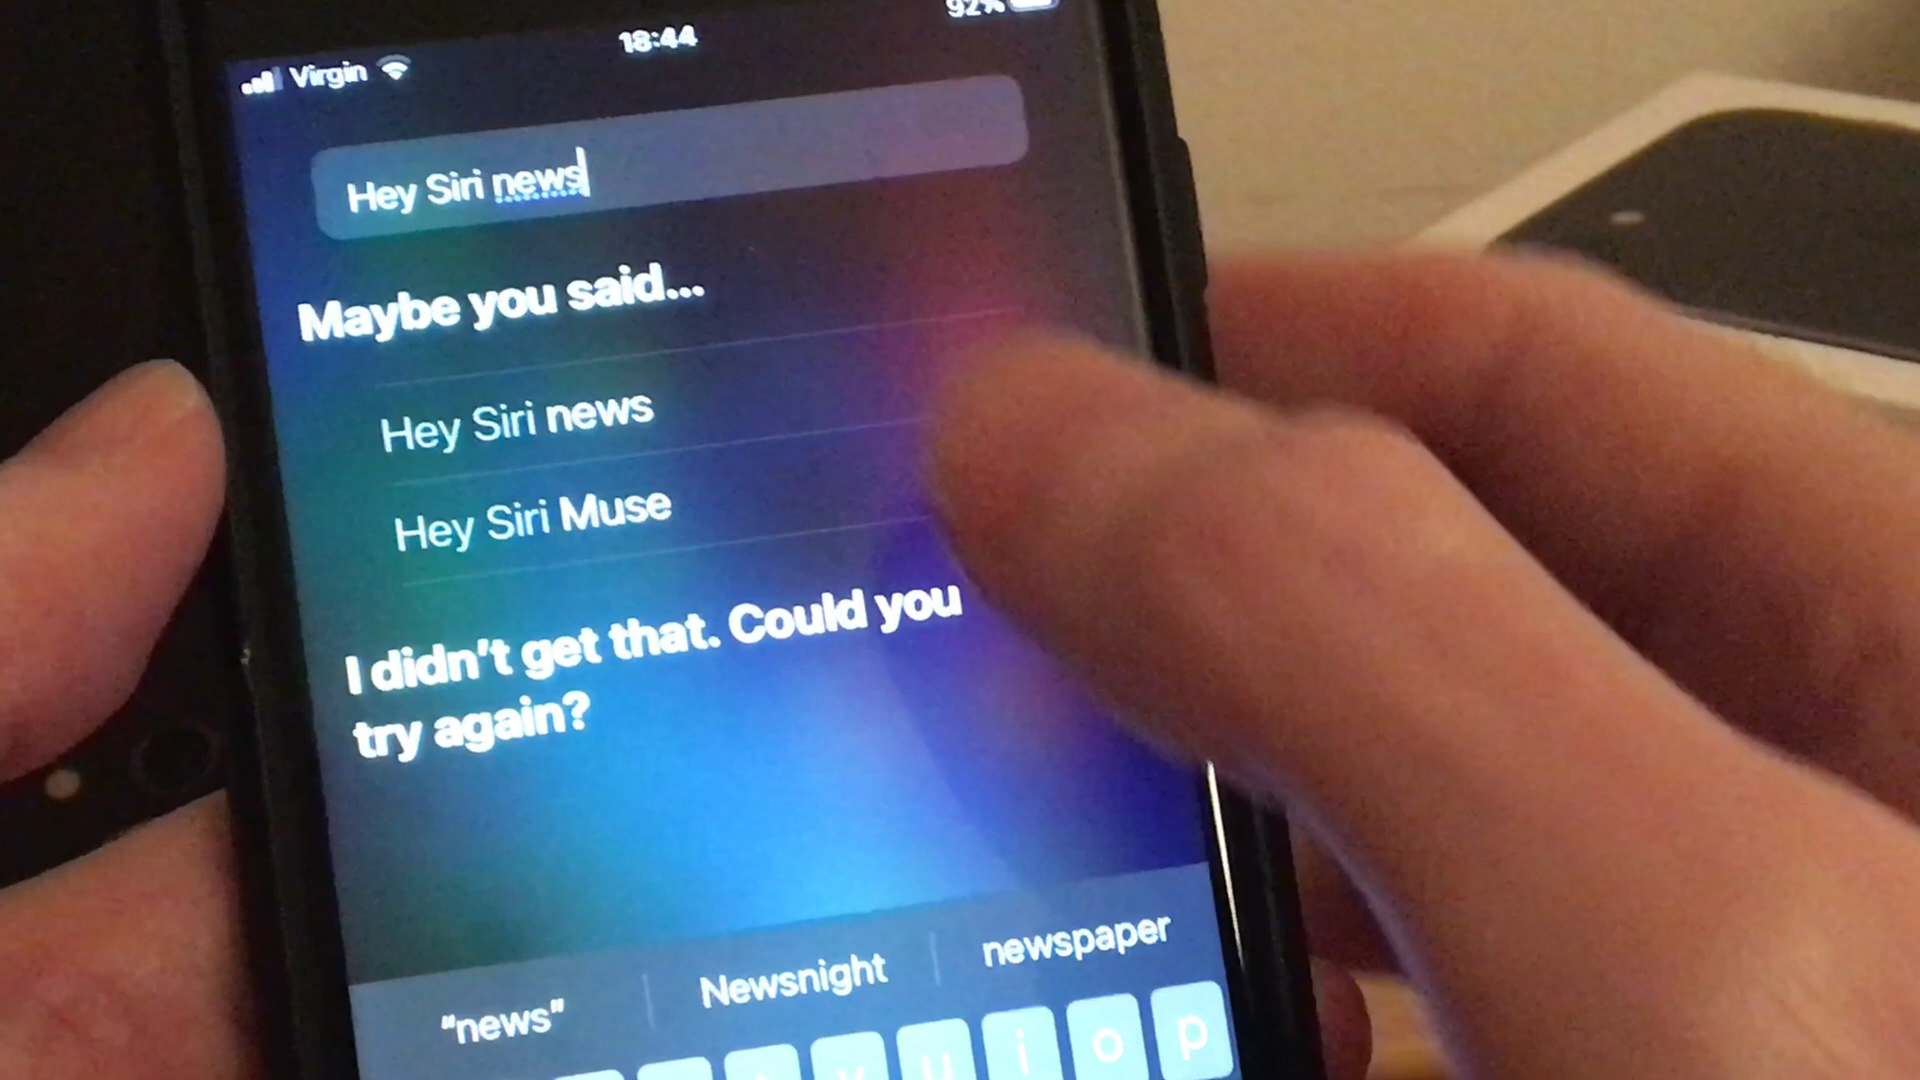 Virgin 18:44 92%
Hey Siri news
Maybe you said...
Hey Siri news
Hey Siri Muse
I didn't get that. Could you
try again?
"news" Newsnight newspaper
y u i o p